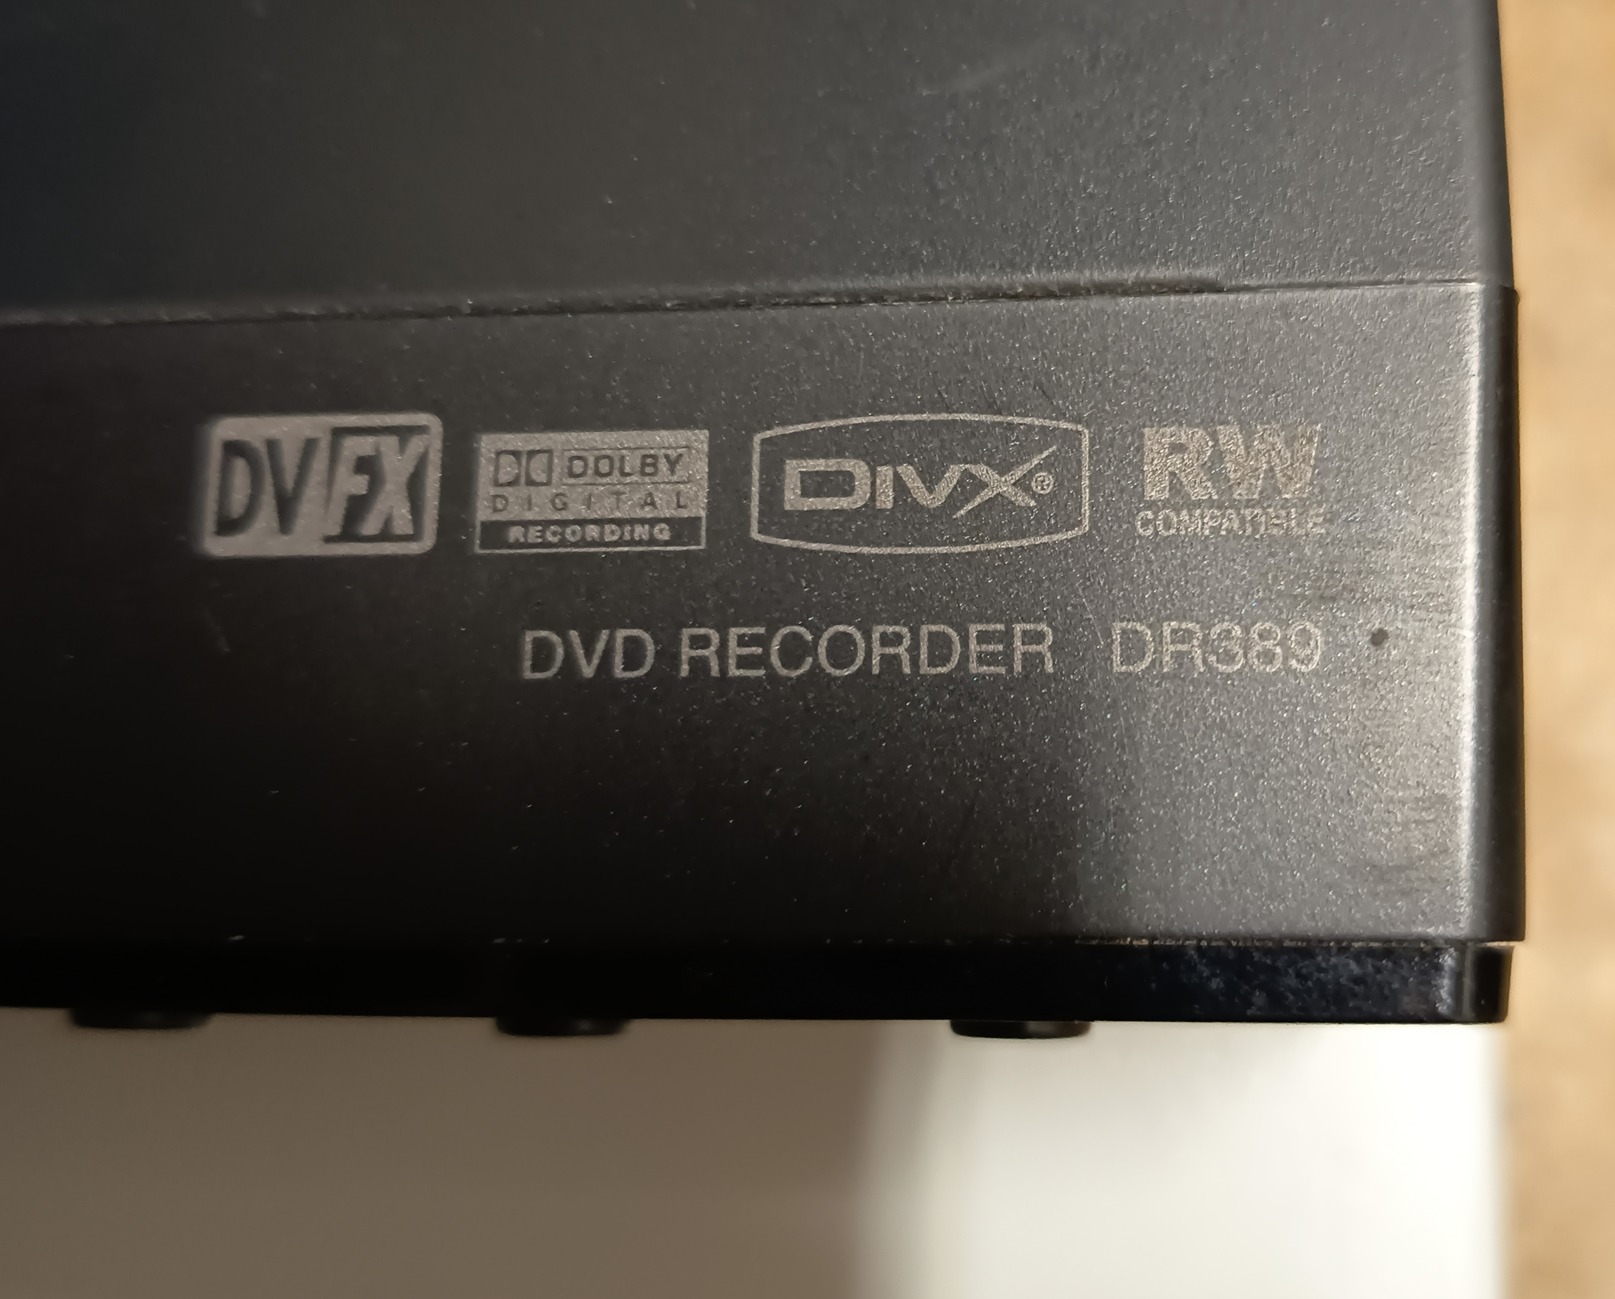 DV FX DOLBY DIVX® RW
DIGITAL
RECORDING COMPATIBLE
DVD RECORDER DR389